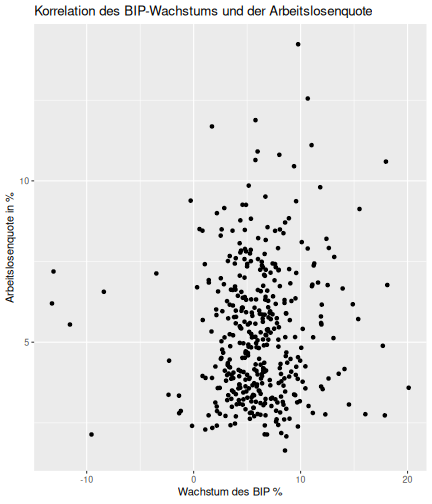 Korrelation des BIP-Wachstums und der Arbeitslosenquote
Arbeitslosenquote in %
10
5
-10
0
10
20
Wachstum des BIP %